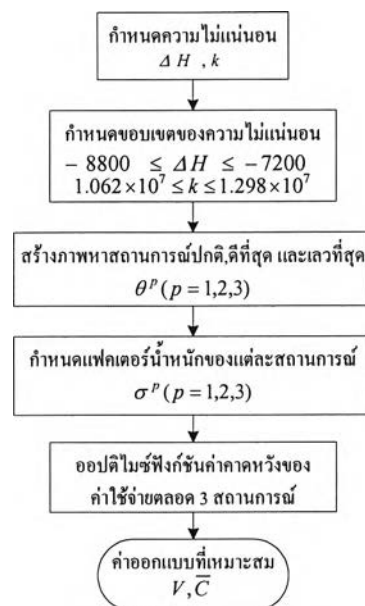 กำหนดความไม่แน่นอน
Δ H , k
กำหนดขอบเขตของความไม่แน่นอน
− 8800 ≤ ΔH ≤ −7200
1.062×10⁷ ≤ k ≤ 1.298×10⁷
สร้างภาพหาสถานการณ์ปกติ,ดีที่สุด และเลวที่สุด
θᵖ ( p = 1,2,3)
กำหนดแฟคเตอร์น้ำหนักของแต่ละสถานการณ์
σᵖ ( p = 1,2,3)
ออปติไมซ์ฟังก์ชันค่าคาดหวังของ
ค่าใช้จ่ายตลอด 3 สถานการณ์
ค่าออกแบบที่เหมาะสม
V , C̅